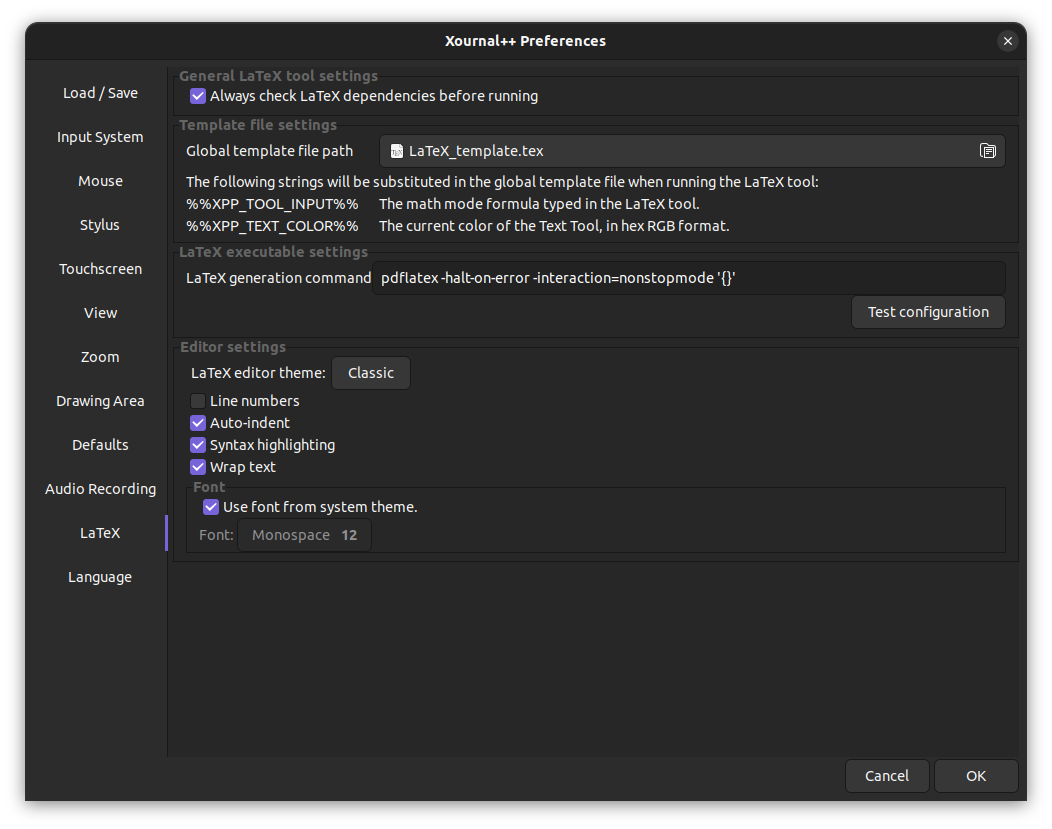 Xournal++ Preferences
Load / Save
Input System
Mouse
Stylus
Touchscreen
View
Zoom
Drawing Area
Defaults
Audio Recording
LaTeX
Language
General LaTeX tool settings
Always check LaTeX dependencies before running
Template file settings
Global template file path LaTeX_template.tex
The following strings will be substituted in the global template file when running the LaTeX tool:
%%XPP_TOOL_INPUT%% The math mode formula typed in the LaTeX tool.
%%XPP_TEXT_COLOR%% The current color of the Text Tool, in hex RGB format.
LaTeX executable settings
LaTeX generation command pdflatex -halt-on-error -interaction=nonstopmode '{}'
Test configuration
Editor settings
LaTeX editor theme: Classic
Line numbers
Auto-indent
Syntax highlighting
Wrap text
Font
Use font from system theme.
Font: Monospace 12
Cancel OK